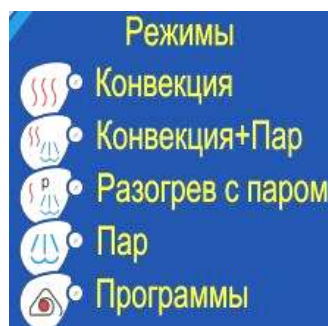 Режимы
Конвекция
Конвекция+Пар
P
Разогрев с паром
Пар
Программы